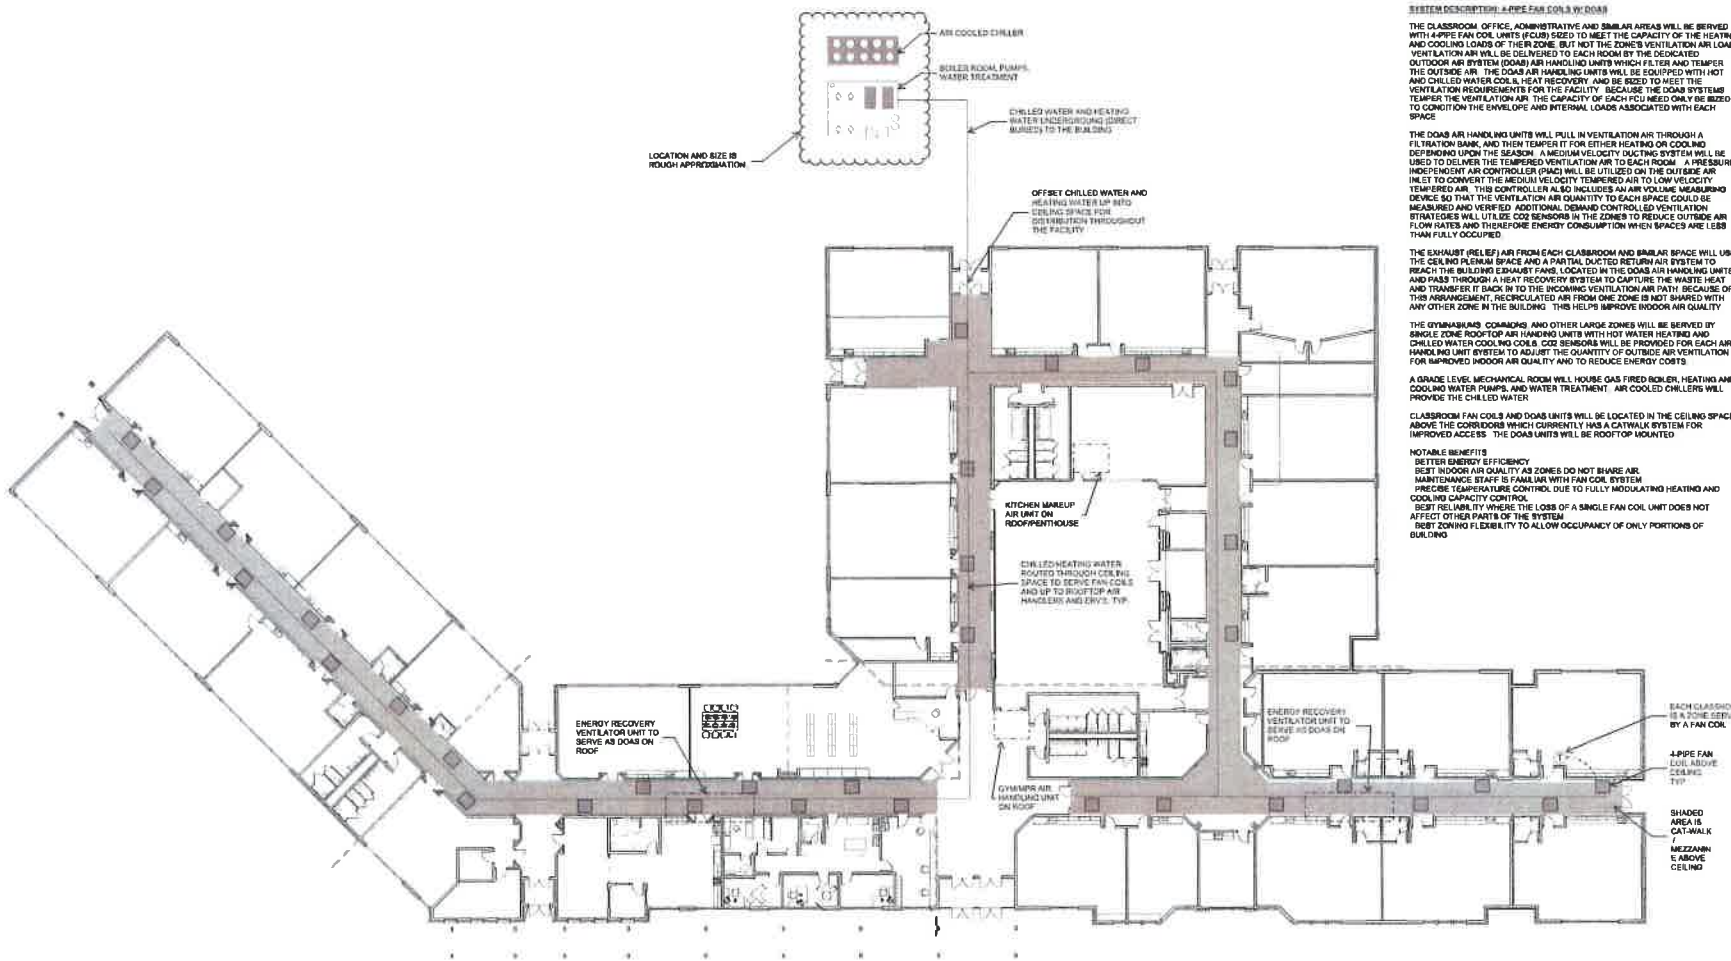 SYSTEM DESCRIPTION: 4-PIPE FAN COILS W/ DOAS
THE CLASSROOM, OFFICE, ADMINISTRATIVE AND SIMILAR AREAS WILL BE SERVED
WITH 4-PIPE FAN COIL UNITS (FCUS) SIZED TO MEET THE CAPACITY OF THE HEATIN
AND COOLING LOADS OF THEIR ZONE, BUT NOT THE ZONE'S VENTILATION AIR LOA
VENTILATION AIR WILL BE DELIVERED TO EACH ROOM BY THE DEDICATED
OUTDOOR AIR SYSTEM (DOAS) AIR HANDLING UNITS WHICH FILTER AND TEMPER
THE OUTSIDE AIR THE DOAS AIR HANDLING UNITS WILL BE EQUIPPED WITH HOT
AND CHILLED WATER COILS, HEAT RECOVERY, AND BE SIZED TO MEET THE
VENTILATION REQUIREMENTS FOR THE FACILITY BECAUSE THE DOAS SYSTEMS
TEMPER THE VENTILATION AIR, THE CAPACITY OF EACH FCU NEED ONLY BE SIZED
TO CONDITION THE ENVELOPE AND INTERNAL LOADS ASSOCIATED WITH EACH
SPACE
THE DOAS AIR HANDLING UNITS WILL PULL IN VENTILATION AIR THROUGH A
FILTRATION BANK, AND THEN TEMPER IT FOR EITHER HEATING OR COOLING
DEPENDING UPON THE SEASON A MEDIUM VELOCITY DUCTING SYSTEM WILL BE
USED TO DELIVER THE TEMPERED VENTILATION AIR TO EACH ROOM A PRESSURE
INDEPENDENT AIR CONTROLLER (PIAC) WILL BE UTILIZED ON THE OUTSIDE AIR
INLET TO CONVERT THE MEDIUM VELOCITY TEMPERED AIR TO LOW VELOCITY
TEMPERED AIR THIS CONTROLLER ALSO INCLUDES AN AIR VOLUME MEASURING
DEVICE SO THAT THE VENTILATION AIR QUANTITY TO EACH SPACE COULD BE
MEASURED AND VERIFIED ADDITIONAL DEMAND CONTROLLED VENTILATION
STRATEGIES WILL UTILIZE CO2 SENSORS IN THE ZONES TO REDUCE OUTSIDE AIR
FLOW RATES AND THEREFORE ENERGY CONSUMPTION WHEN SPACES ARE LESS
THAN FULLY OCCUPIED
THE EXHAUST (RELIEF) AIR FROM EACH CLASSROOM AND SIMILAR SPACE WILL US
THE CEILING PLENUM SPACE AND A PARTIAL DUCTED RETURN AIR SYSTEM TO
REACH THE BUILDING EXHAUST FANS, LOCATED IN THE DOAS AIR HANDLING UNITS
AND PASS THROUGH A HEAT RECOVERY SYSTEM TO CAPTURE THE WASTE HEAT
AND TRANSFER IT BACK IN TO THE INCOMING VENTILATION AIR PATH BECAUSE OF
THIS ARRANGEMENT, RECIRCULATED AIR FROM ONE ZONE IS NOT SHARED WITH
ANY OTHER ZONE IN THE BUILDING THIS HELPS IMPROVE INDOOR AIR QUALITY
THE GYMNASIUMS, COMMONS, AND OTHER LARGE ZONES WILL BE SERVED BY
SINGLE ZONE ROOFTOP AIR HANDING UNITS WITH HOT WATER HEATING AND
CHILLED WATER COOLING COILS. CO2 SENSORS WILL BE PROVIDED FOR EACH AIR
HANDLING UNIT SYSTEM TO ADJUST THE QUANTITY OF OUTSIDE AIR VENTILATION
FOR IMPROVED INDOOR AIR QUALITY AND TO REDUCE ENERGY COSTS
A GRADE LEVEL MECHANICAL ROOM WILL HOUSE GAS FIRED BOILER, HEATING AND
COOLING WATER PUMPS, AND WATER TREATMENT AIR COOLED CHILLERS WILL
PROVIDE THE CHILLED WATER
CLASSROOM FAN COILS AND DOAS UNITS WILL BE LOCATED IN THE CEILING SPAC
ABOVE THE CORRIDORS WHICH CURRENTLY HAS A CATWALK SYSTEM FOR
IMPROVED ACCESS THE DOAS UNITS WILL BE ROOFTOP MOUNTED
NOTABLE BENEFITS
BETTER ENERGY EFFICIENCY
BEST INDOOR AIR QUALITY AS ZONES DO NOT SHARE AIR
MAINTENANCE STAFF IS FAMILIAR WITH FAN COIL SYSTEM
PRECISE TEMPERATURE CONTROL DUE TO FULLY MODULATING HEATING AND
COOLING CAPACITY CONTROL
BEST RELIABILITY WHERE THE LOSS OF A SINGLE FAN COIL UNIT DOES NOT
AFFECT OTHER PARTS OF THE SYSTEM
BEST ZONING FLEXIBILITY TO ALLOW OCCUPANCY OF ONLY PORTIONS OF
BUILDING
AIR COOLED CHILLER
BOILER ROOM, PUMPS,
WATER TREATMENT
CHILLED WATER AND HEATING
WATER UNDERGROUND (DIRECT
BURIED) TO THE BUILDING
LOCATION AND SIZE IS
ROUGH APPROXIMATION
OFFSET CHILLED WATER AND
HEATING WATER UP INTO
CEILING SPACE FOR
DISTRIBUTION THROUGHOUT
THE FACILITY
KITCHEN MAKEUP
AIR UNIT ON
ROOF/PENTHOUSE
CHILLED/HEATING WATER
ROUTED THROUGH CEILING
SPACE TO SERVE FAN COILS
AND UP TO ROOFTOP AIR
HANDLERS AND ERV'S, TYP.
ENERGY RECOVERY
VENTILATOR UNIT TO
SERVE AS DOAS ON
ROOF
ENERGY RECOVERY
VENTILATOR UNIT TO
SERVE AS DOAS ON
ROOF
GYM/MPR AIR
HANDLING UNIT
ON ROOF
EACH CLASSRO
IS A ZONE SERV
BY A FAN COIL
4-PIPE FAN
COIL ABOVE
CEILING
TYP
SHADED
AREA IS
CAT-WALK
/
MEZZANIN
E ABOVE
CEILING